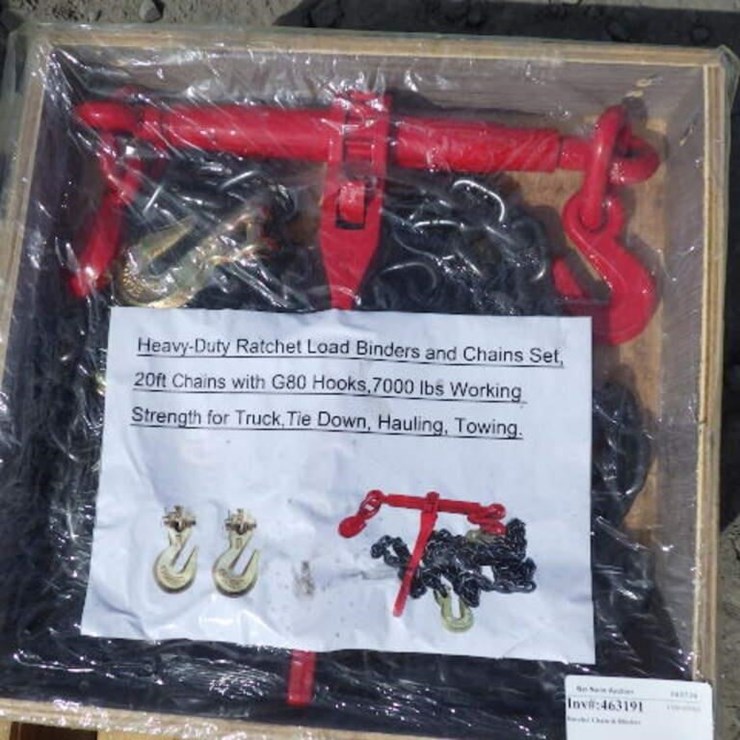 Heavy-Duty Ratchet Load Binders and Chains Set,
20ft Chains with G80 Hooks,7000 lbs Working
Strength for Truck,Tie Down, Hauling, Towing.
Inv#:463191